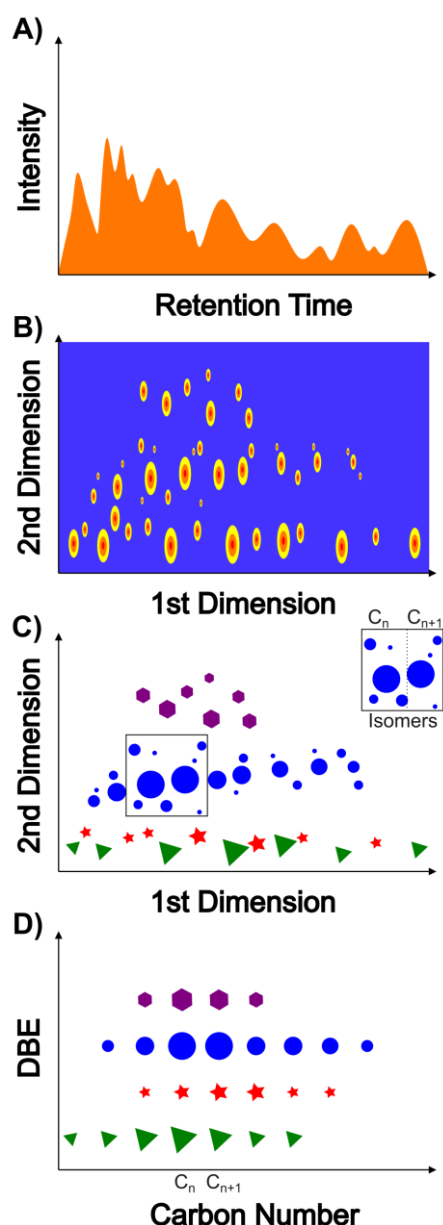 A)
Intensity
Retention Time
B)
2nd Dimension
1st Dimension
C)
Cn Cn+1
Isomers
2nd Dimension
1st Dimension
D)
DBE
Cn Cn+1
Carbon Number